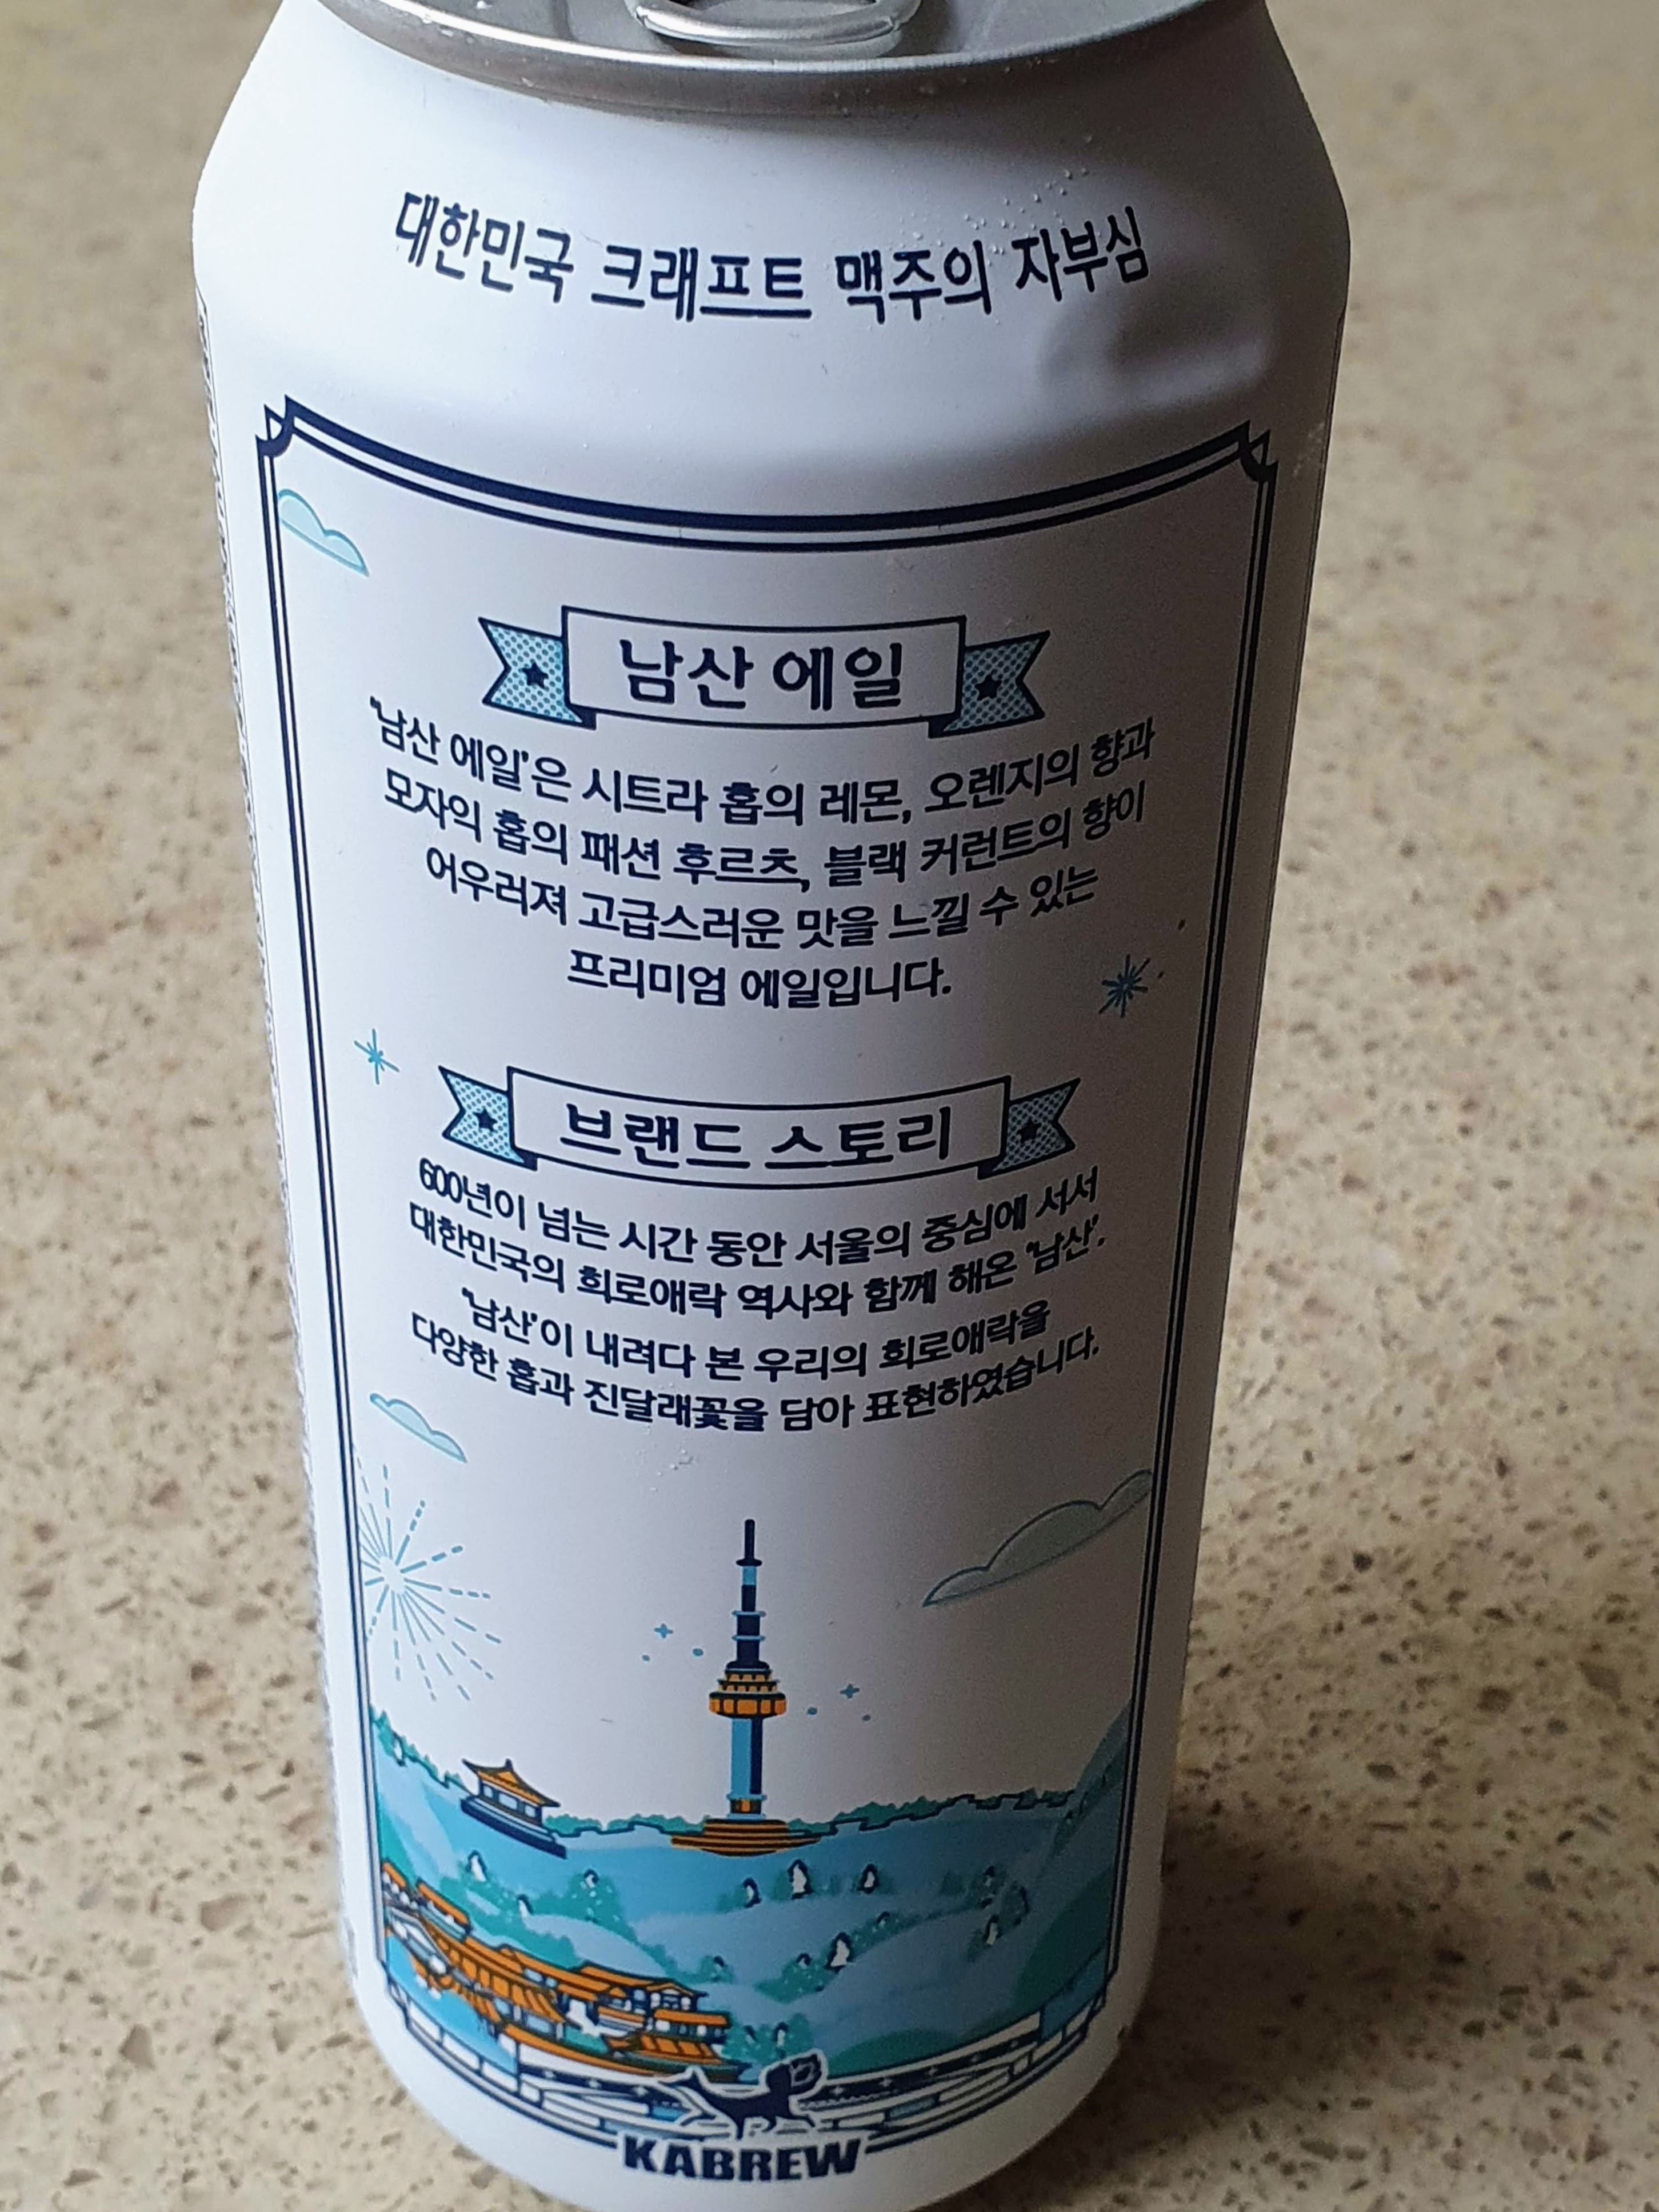 대한민국 크래프트 맥주의 자부심
남산 에일
'남산 에일'은 시트라 홉의 레몬, 오렌지의 향과
모자익 홉의 패션 후르츠, 블랙 커런트의 향이
어우러져 고급스러운 맛을 느낄 수 있는
프리미엄 에일입니다.
브랜드 스토리
600년이 넘는 시간 동안 서울의 중심에 서서
대한민국의 희로애락 역사와 함께 해온 '남산'.
'남산'이 내려다 본 우리의 희로애락을
다양한 홉과 진달래꽃을 담아 표현하였습니다.
KABREW